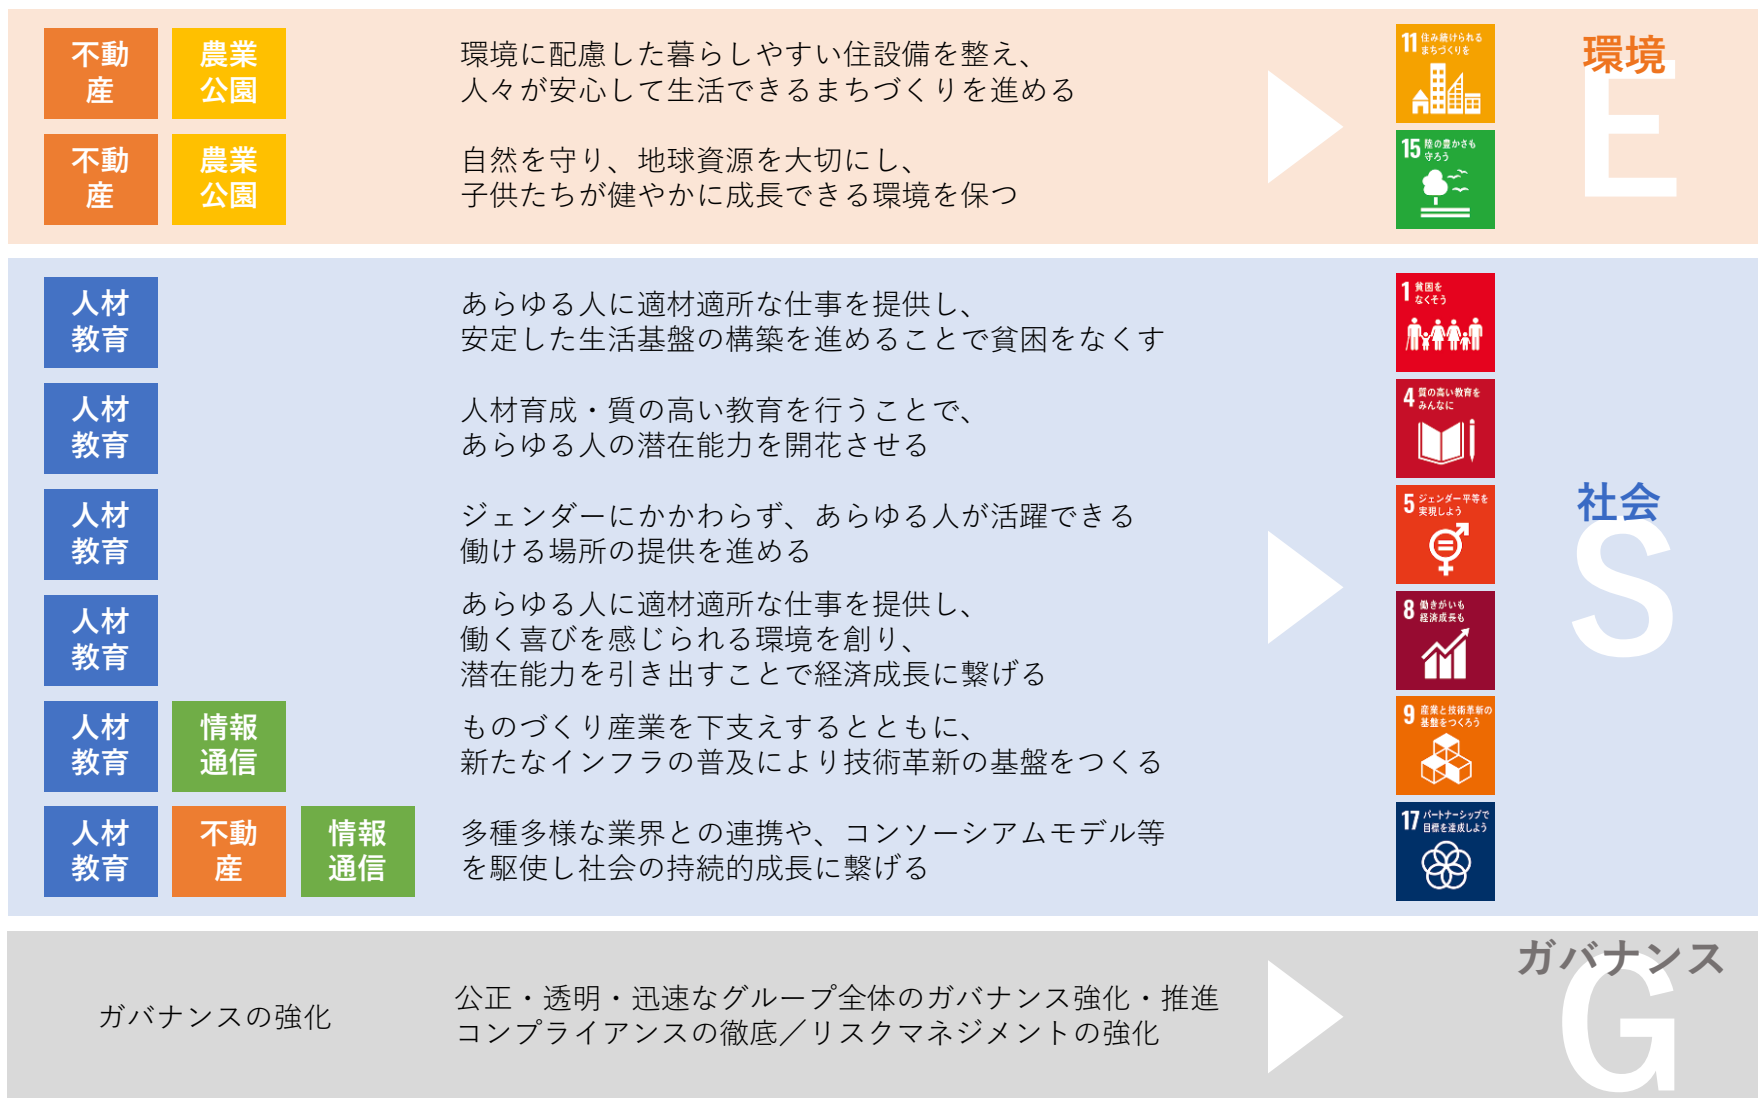 不動
産
農業
公園
環境に配慮した暮らしやすい住設備を整え、
人々が安心して生活できるまちづくりを進める
11 住み続けられる
まちづくりを
環境
E
不動
産
農業
公園
自然を守り、地球資源を大切にし、
子供たちが健やかに成長できる環境を保つ
15 陸の豊かさも
守ろう
人材
教育
あらゆる人に適材適所な仕事を提供し、
安定した生活基盤の構築を進めることで貧困をなくす
1 貧困を
なくそう
人材
教育
人材育成・質の高い教育を行うことで、
あらゆる人の潜在能力を開花させる
4 質の高い教育を
みんなに
人材
教育
ジェンダーにかかわらず、あらゆる人が活躍できる
働ける場所の提供を進める
5 ジェンダー平等を
実現しよう
社会
S
人材
教育
あらゆる人に適材適所な仕事を提供し、
働く喜びを感じられる環境を創り、
潜在能力を引き出すことで経済成長に繋げる
8 働きがいも
経済成長も
人材
教育
情報
通信
ものづくり産業を下支えするとともに、
新たなインフラの普及により技術革新の基盤をつくる
9 産業と技術革新の
基盤をつくろう
人材
教育
不動
産
情報
通信
多種多様な業界との連携や、コンソーシアムモデル等
を駆使し社会の持続的成長に繋げる
17 パートナーシップで
目標を達成しよう
ガバナンスの強化
公正・透明・迅速なグループ全体のガバナンス強化・推進
コンプライアンスの徹底／リスクマネジメントの強化
ガバナンス
G